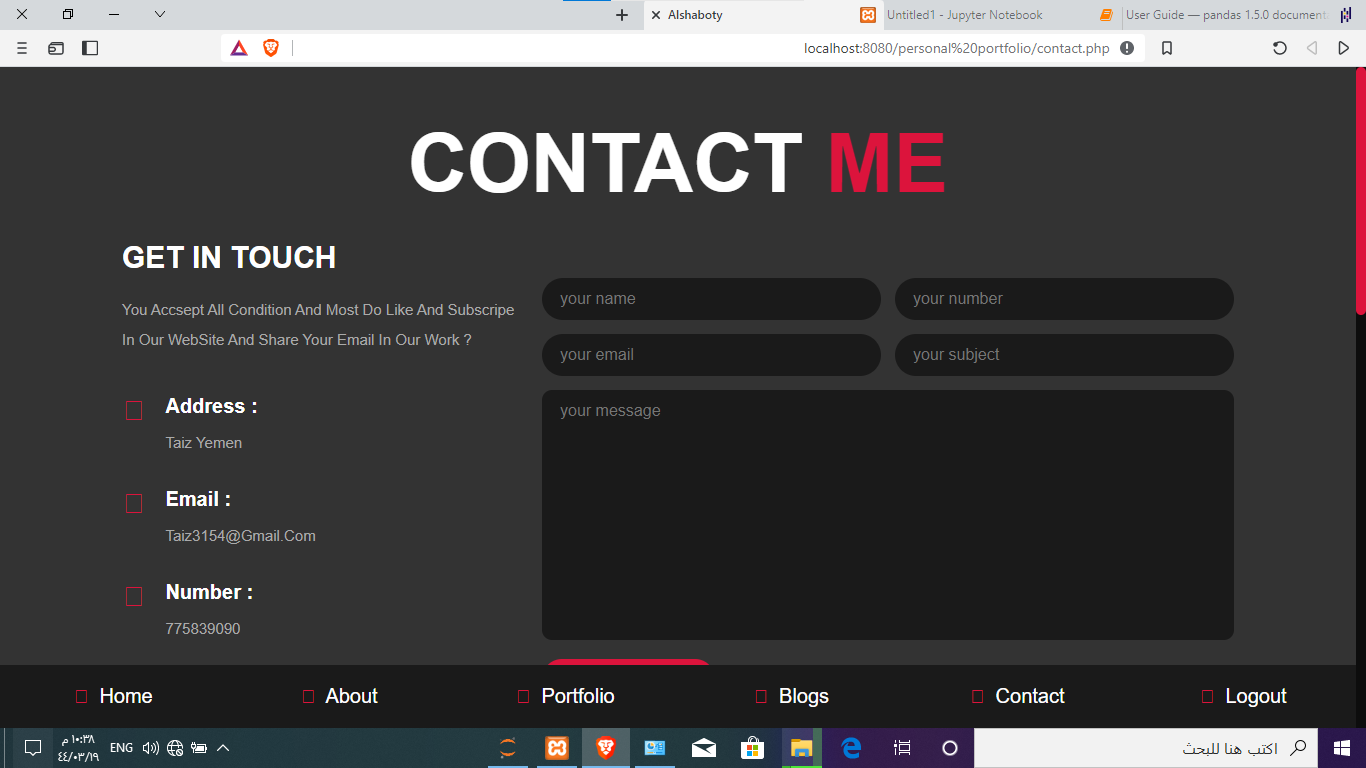 Alshaboty
Untitled1 - Jupyter Notebook
User Guide — pandas 1.5.0 document
localhost:8080/personal%20portfolio/contact.php
CONTACT ME
GET IN TOUCH
You Accsept All Condition And Most Do Like And Subscripe
In Our WebSite And Share Your Email In Our Work ?
Address :
Taiz Yemen
Email :
Taiz3154@Gmail.Com
Number :
775839090
your name
your number
your email
your subject
your message
Home
About
Portfolio
Blogs
Contact
Logout
١٠:٣٨ م
٤٤/٠٣/١٩
ENG
اكتب هنا للبحث